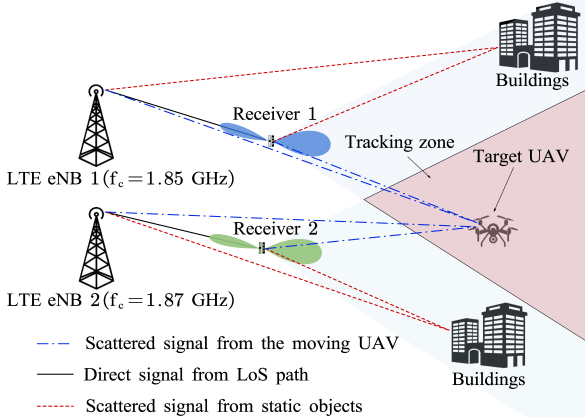 Buildings
Receiver 1
Tracking zone
Target UAV
LTE eNB 1(f_c=1.85 GHz)
Receiver 2
LTE eNB 2(f_c=1.87 GHz)
Scattered signal from the moving UAV
Direct signal from LoS path
Buildings
Scattered signal from static objects